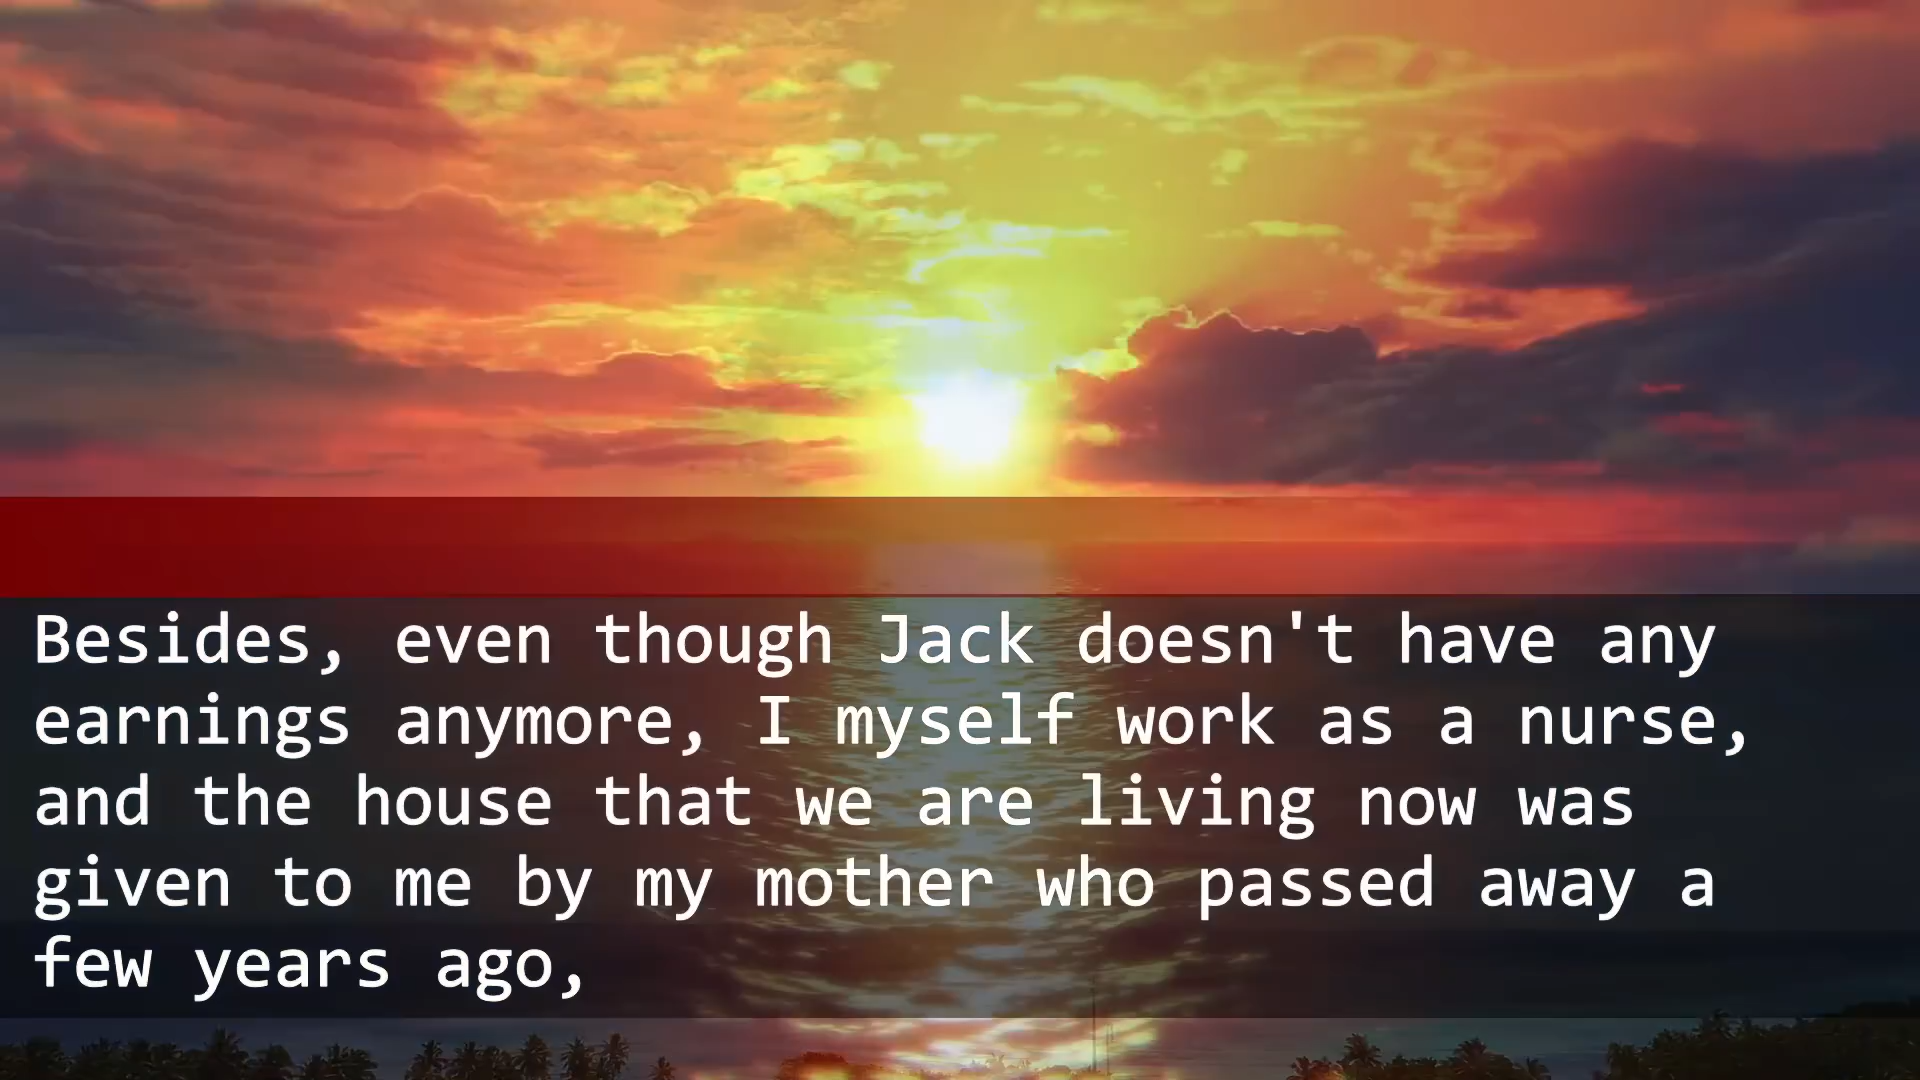 Besides, even though Jack doesn't have any
earnings anymore, I myself work as a nurse,
and the house that we are living now was
given to me by my mother who passed away a
few years ago,